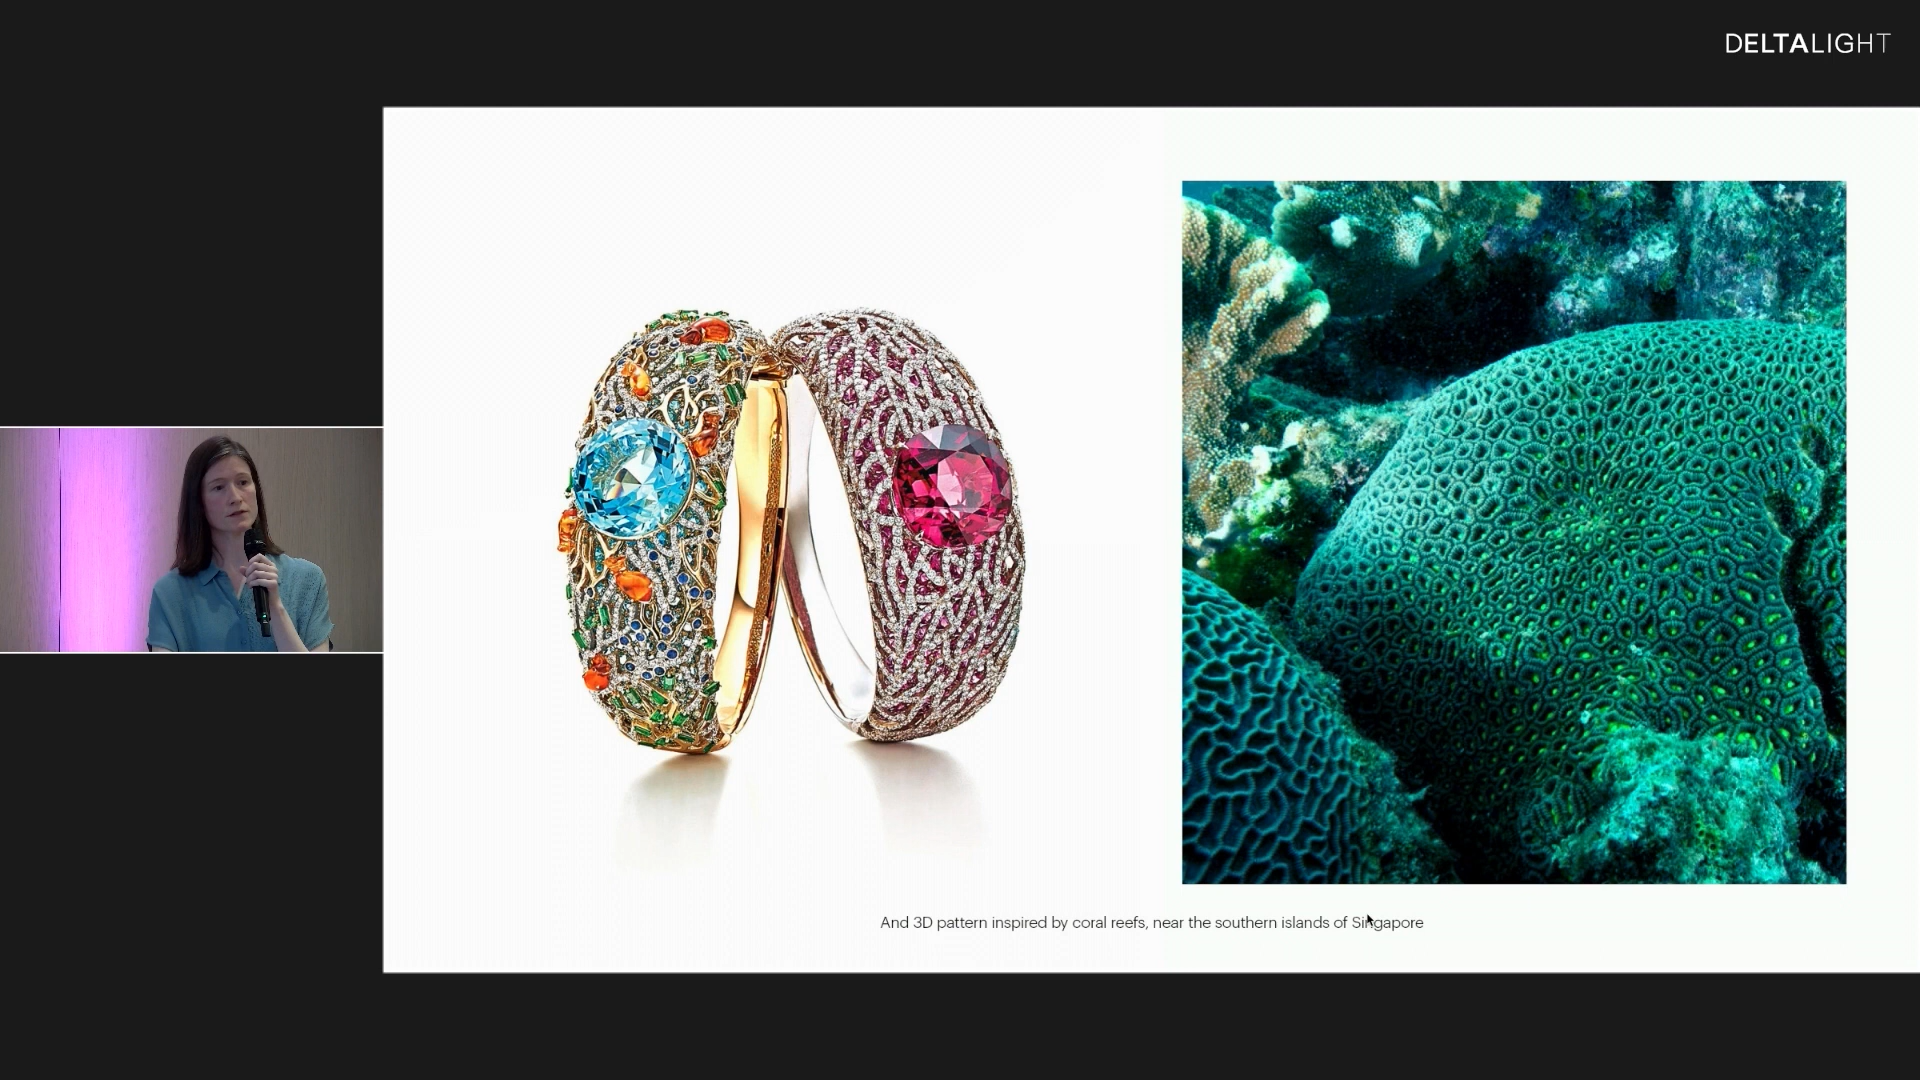 DELTALIGHT
And 3D pattern inspired by coral reefs, near the southern islands of Singapore